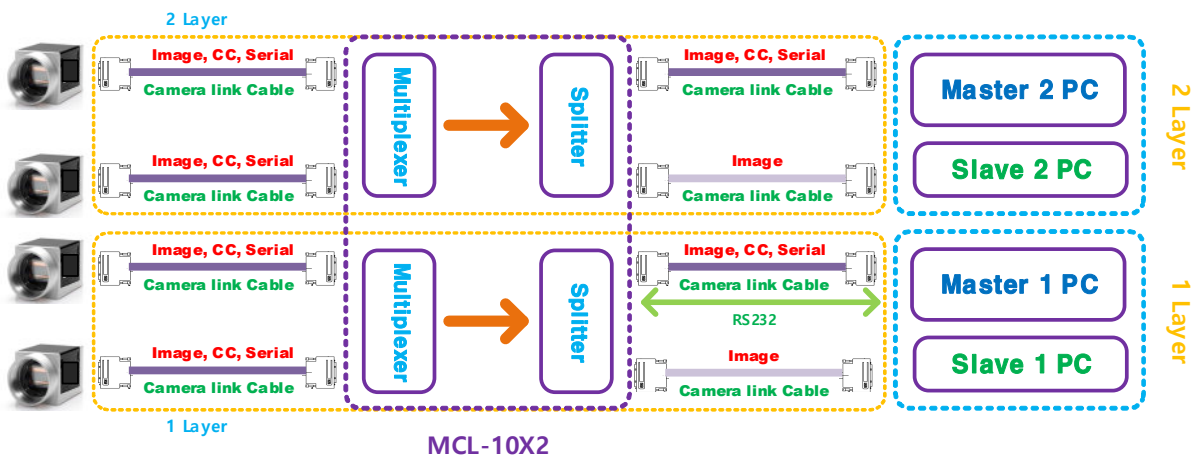 2 Layer
Image, CC, Serial
Camera link Cable
Image, CC, Serial
Camera link Cable
Multiplexer
Splitter
Image, CC, Serial
Camera link Cable
Image
Camera link Cable
Master 2 PC
Slave 2 PC
2 Layer
Image, CC, Serial
Camera link Cable
Image, CC, Serial
Camera link Cable
Multiplexer
Splitter
Image, CC, Serial
Camera link Cable
RS232
Image
Camera link Cable
Master 1 PC
Slave 1 PC
1 Layer
1 Layer
MCL-10X2